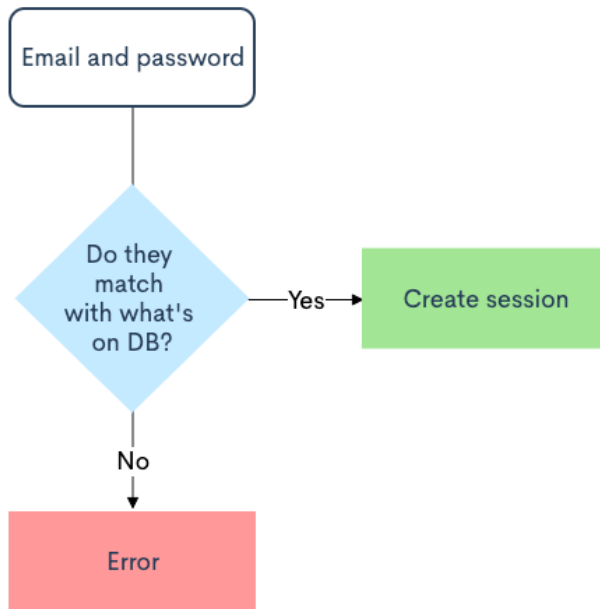 Email and password
Do they
match
with what's
on DB?
Yes
Create session
No
Error